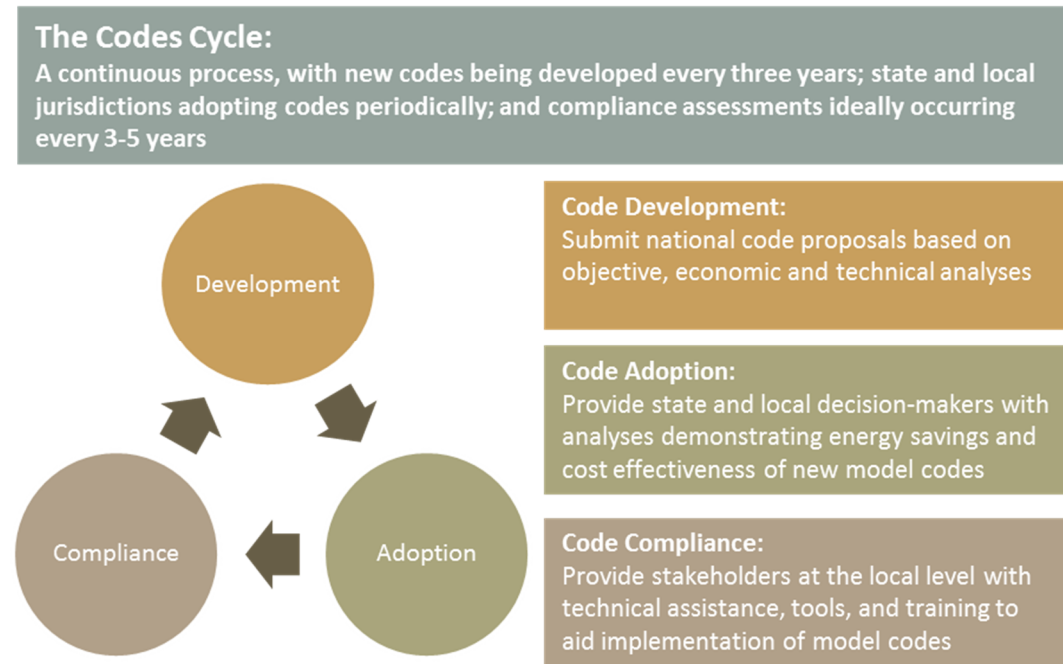 The Codes Cycle:
A continuous process, with new codes being developed every three years; state and local
jurisdictions adopting codes periodically; and compliance assessments ideally occurring
every 3-5 years
Development
Compliance
Adoption
Code Development:
Submit national code proposals based on
objective, economic and technical analyses
Code Adoption:
Provide state and local decision-makers with
analyses demonstrating energy savings and
cost effectiveness of new model codes
Code Compliance:
Provide stakeholders at the local level with
technical assistance, tools, and training to
aid implementation of model codes